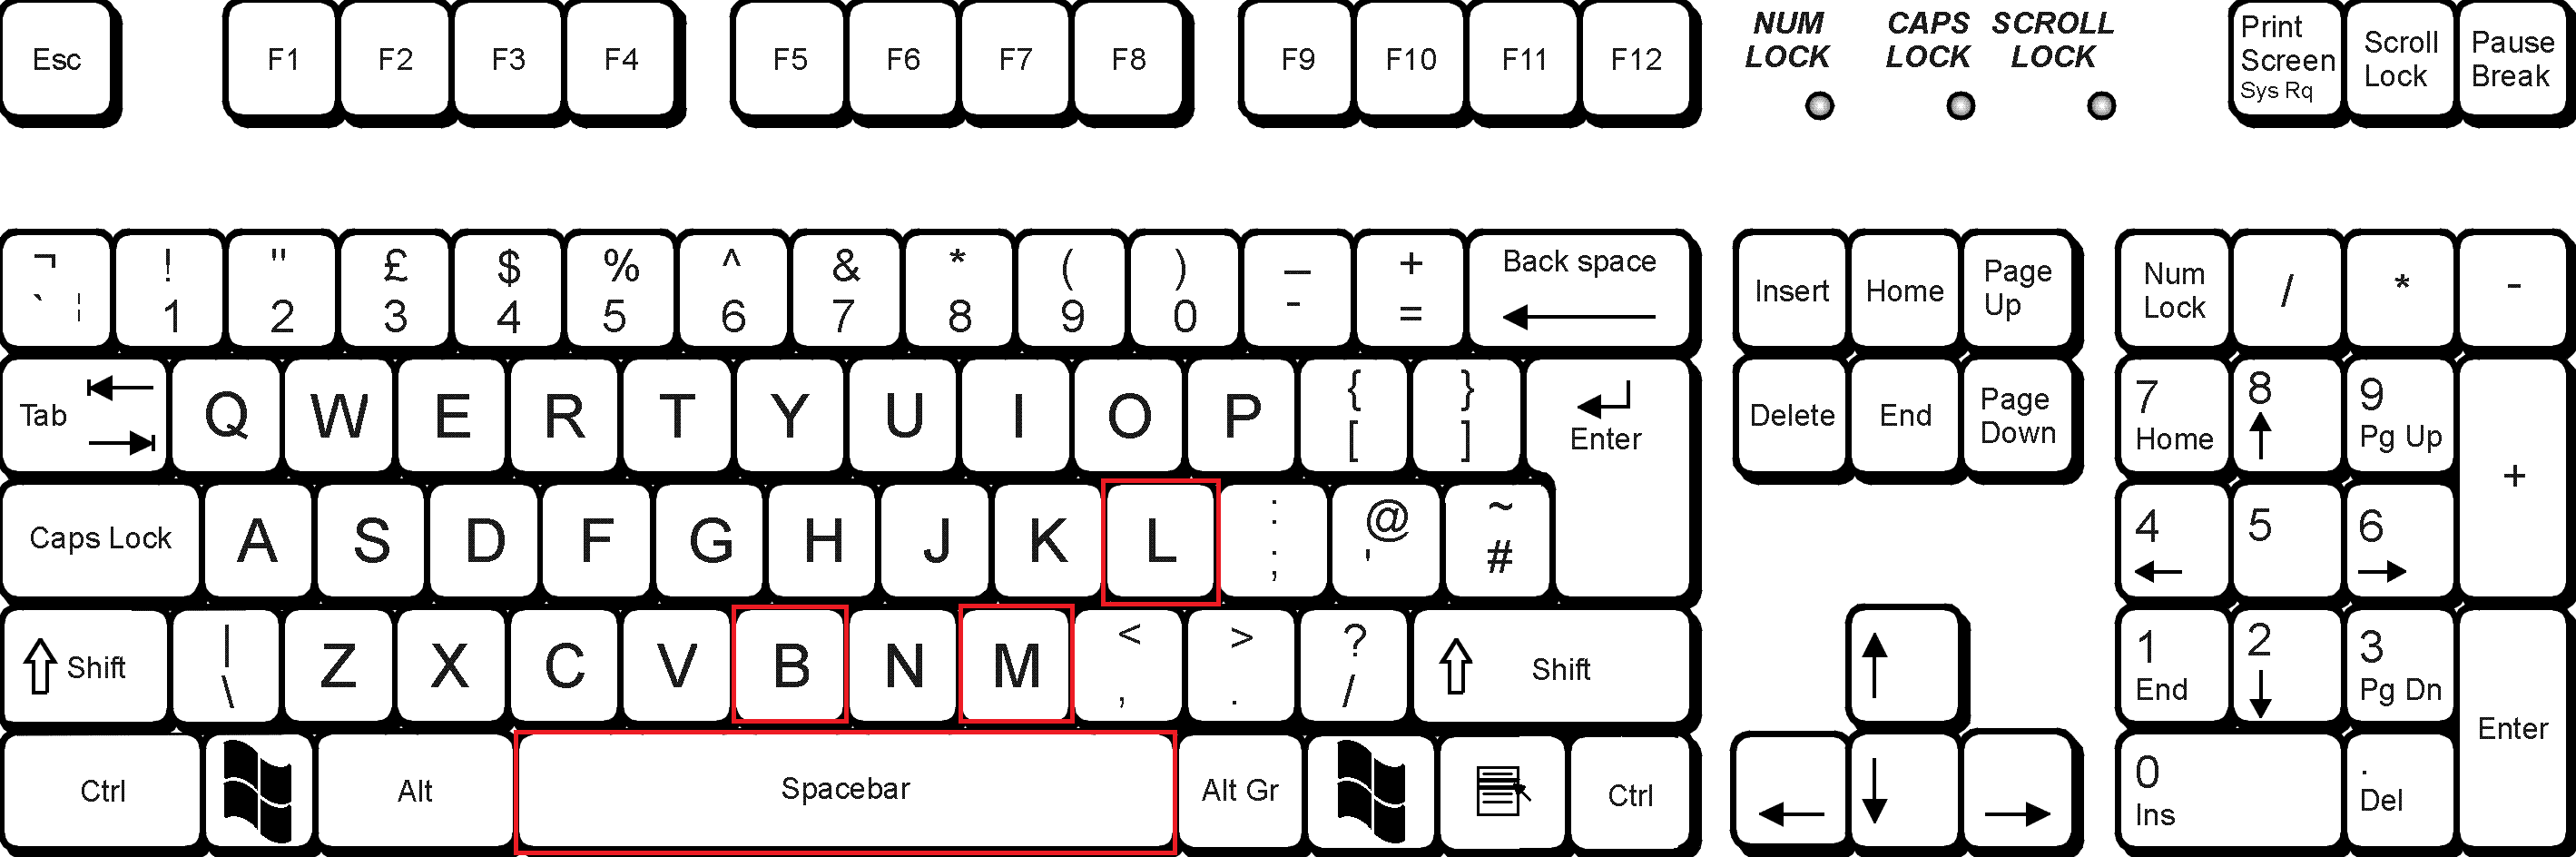 Esc F1 F2 F3 F4 F5 F6 F7 F8 F9 F10 F11 F12
NUM LOCK CAPS LOCK SCROLL LOCK
Print Screen Sys Rq Scroll Lock Pause Break
¬ ` ¦ ! 1 " 2 £ 3 $ 4 % 5 ^ 6 & 7 * 8 ( 9 ) 0 _ - + = Back space Insert Home Page Up Num Lock / * -
Tab Q W E R T Y U I O P { [ } ] Enter Delete End Page Down 7 Home 8 9 Pg Up +
Caps Lock A S D F G H J K L : ; @ ' ~ # 4 5 6
Shift | \ Z X C V B N M < , > . ? / Shift 1 End 2 3 Pg Dn Enter
Ctrl Alt Spacebar Alt Gr Ctrl 0 Ins . Del